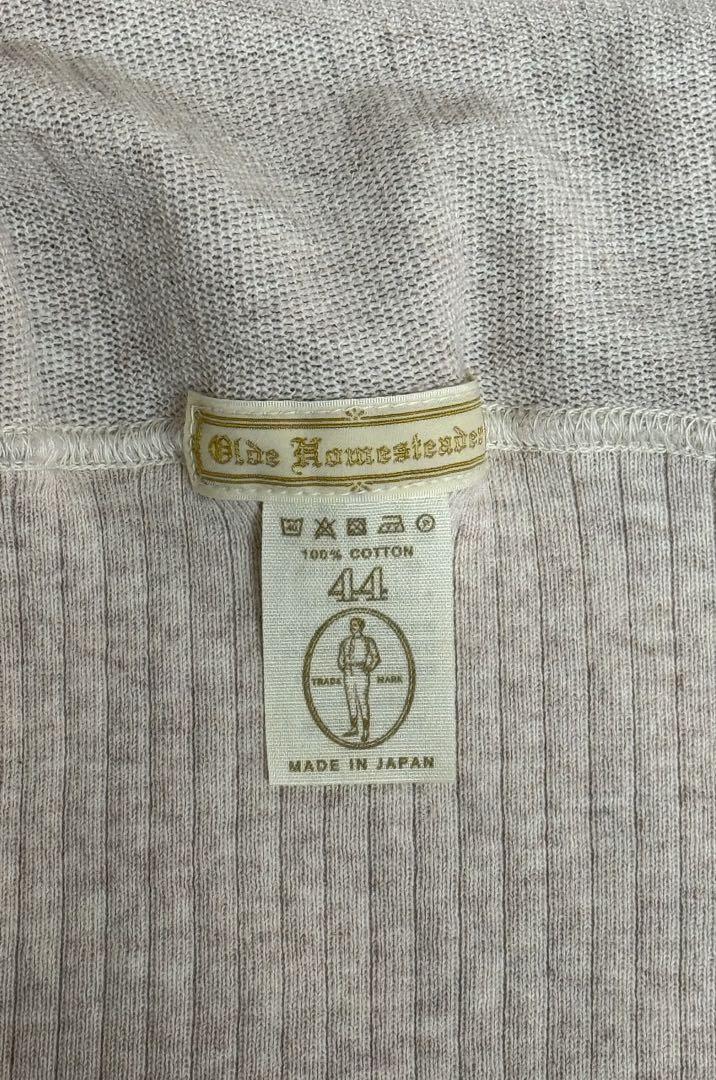 Olde Homesteader
100% COTTON
44
TRADE MARK
MADE IN JAPAN